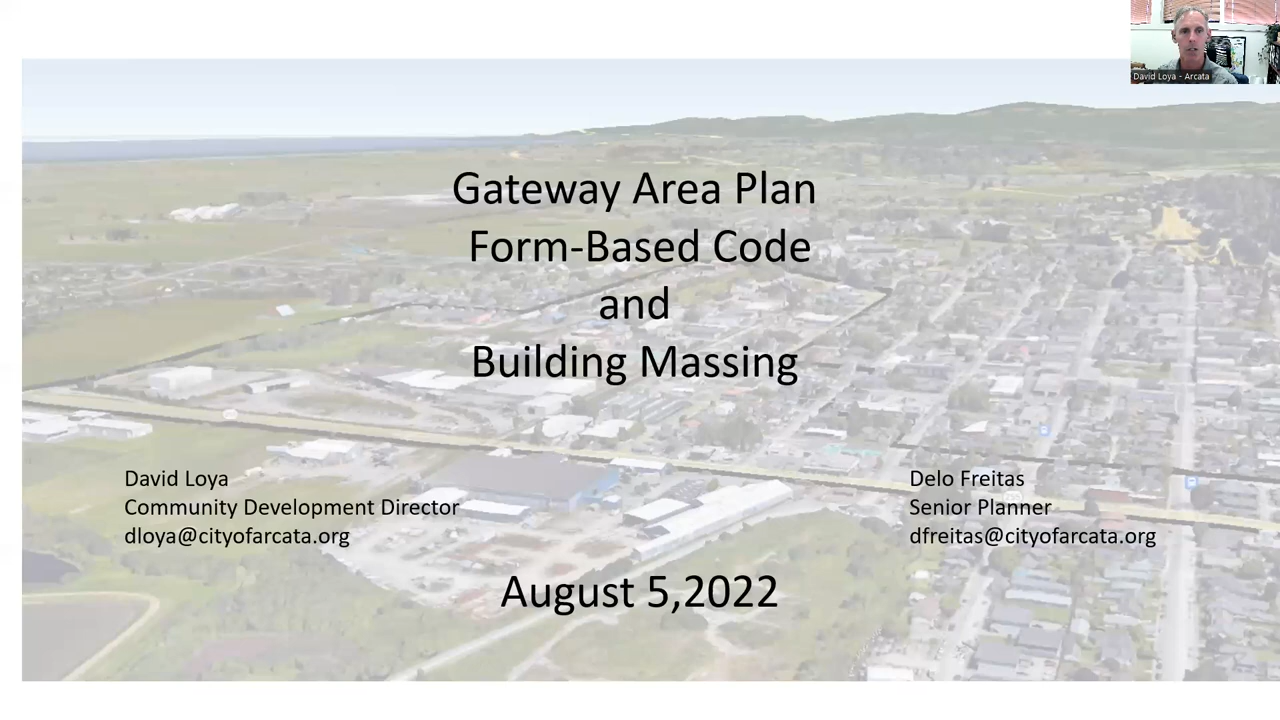 David Loya - Arcata
Gateway Area Plan
Form-Based Code
and
Building Massing
David Loya
Community Development Director
dloya@cityofarcata.org
Delo Freitas
Senior Planner
dfreitas@cityofarcata.org
August 5,2022